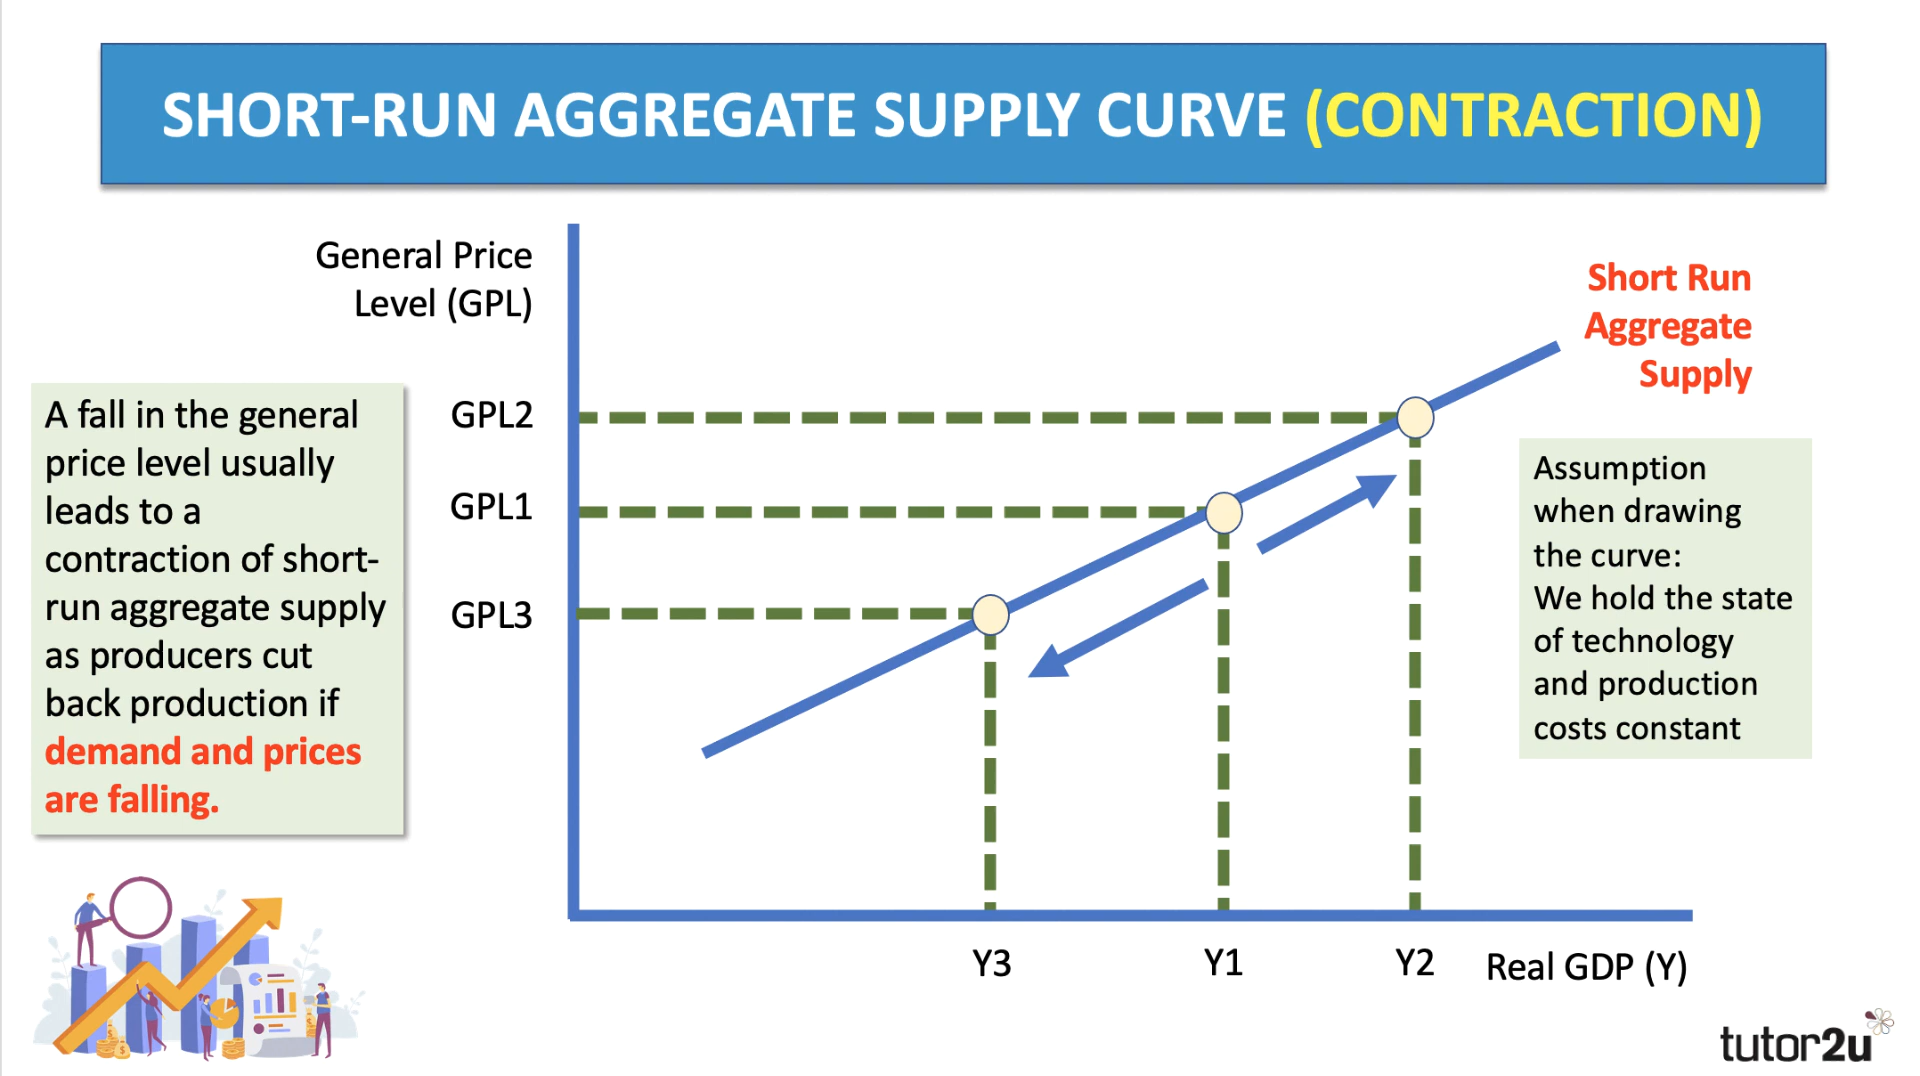 SHORT-RUN AGGREGATE SUPPLY CURVE (CONTRACTION)
General Price
Level (GPL)
Short Run
Aggregate
Supply
A fall in the general
price level usually
leads to a
contraction of short-
run aggregate supply
as producers cut
back production if
demand and prices
are falling.
GPL2
GPL1
GPL3
Assumption
when drawing
the curve:
We hold the state
of technology
and production
costs constant
Y3
Y1
Y2
Real GDP (Y)
tutor2u